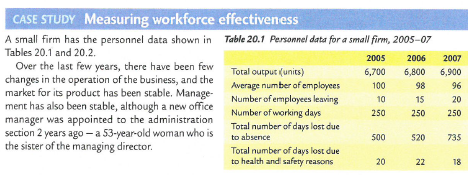 CASE STUDY Measuring workforce effectiveness
A small firm has the personnel data shown in
Tables 20.1 and 20.2.
Over the last few years, there have been few
changes in the operation of the business, and the
market for its product has been stable. Manage-
ment has also been stable, although a new office
manager was appointed to the administration
section 2 years ago – a 53-year-old woman who is
the sister of the managing director.
Table 20.1 Personnel data for a small firm, 2005–07
2005 2006 2007
Total output (units) 6,700 6,800 6,900
Average number of employees 100 98 96
Number of employees leaving 10 15 20
Number of working days 250 250 250
Total number of days lost due
to absence 500 520 735
Total number of days lost due
to health and safety reasons 20 22 18